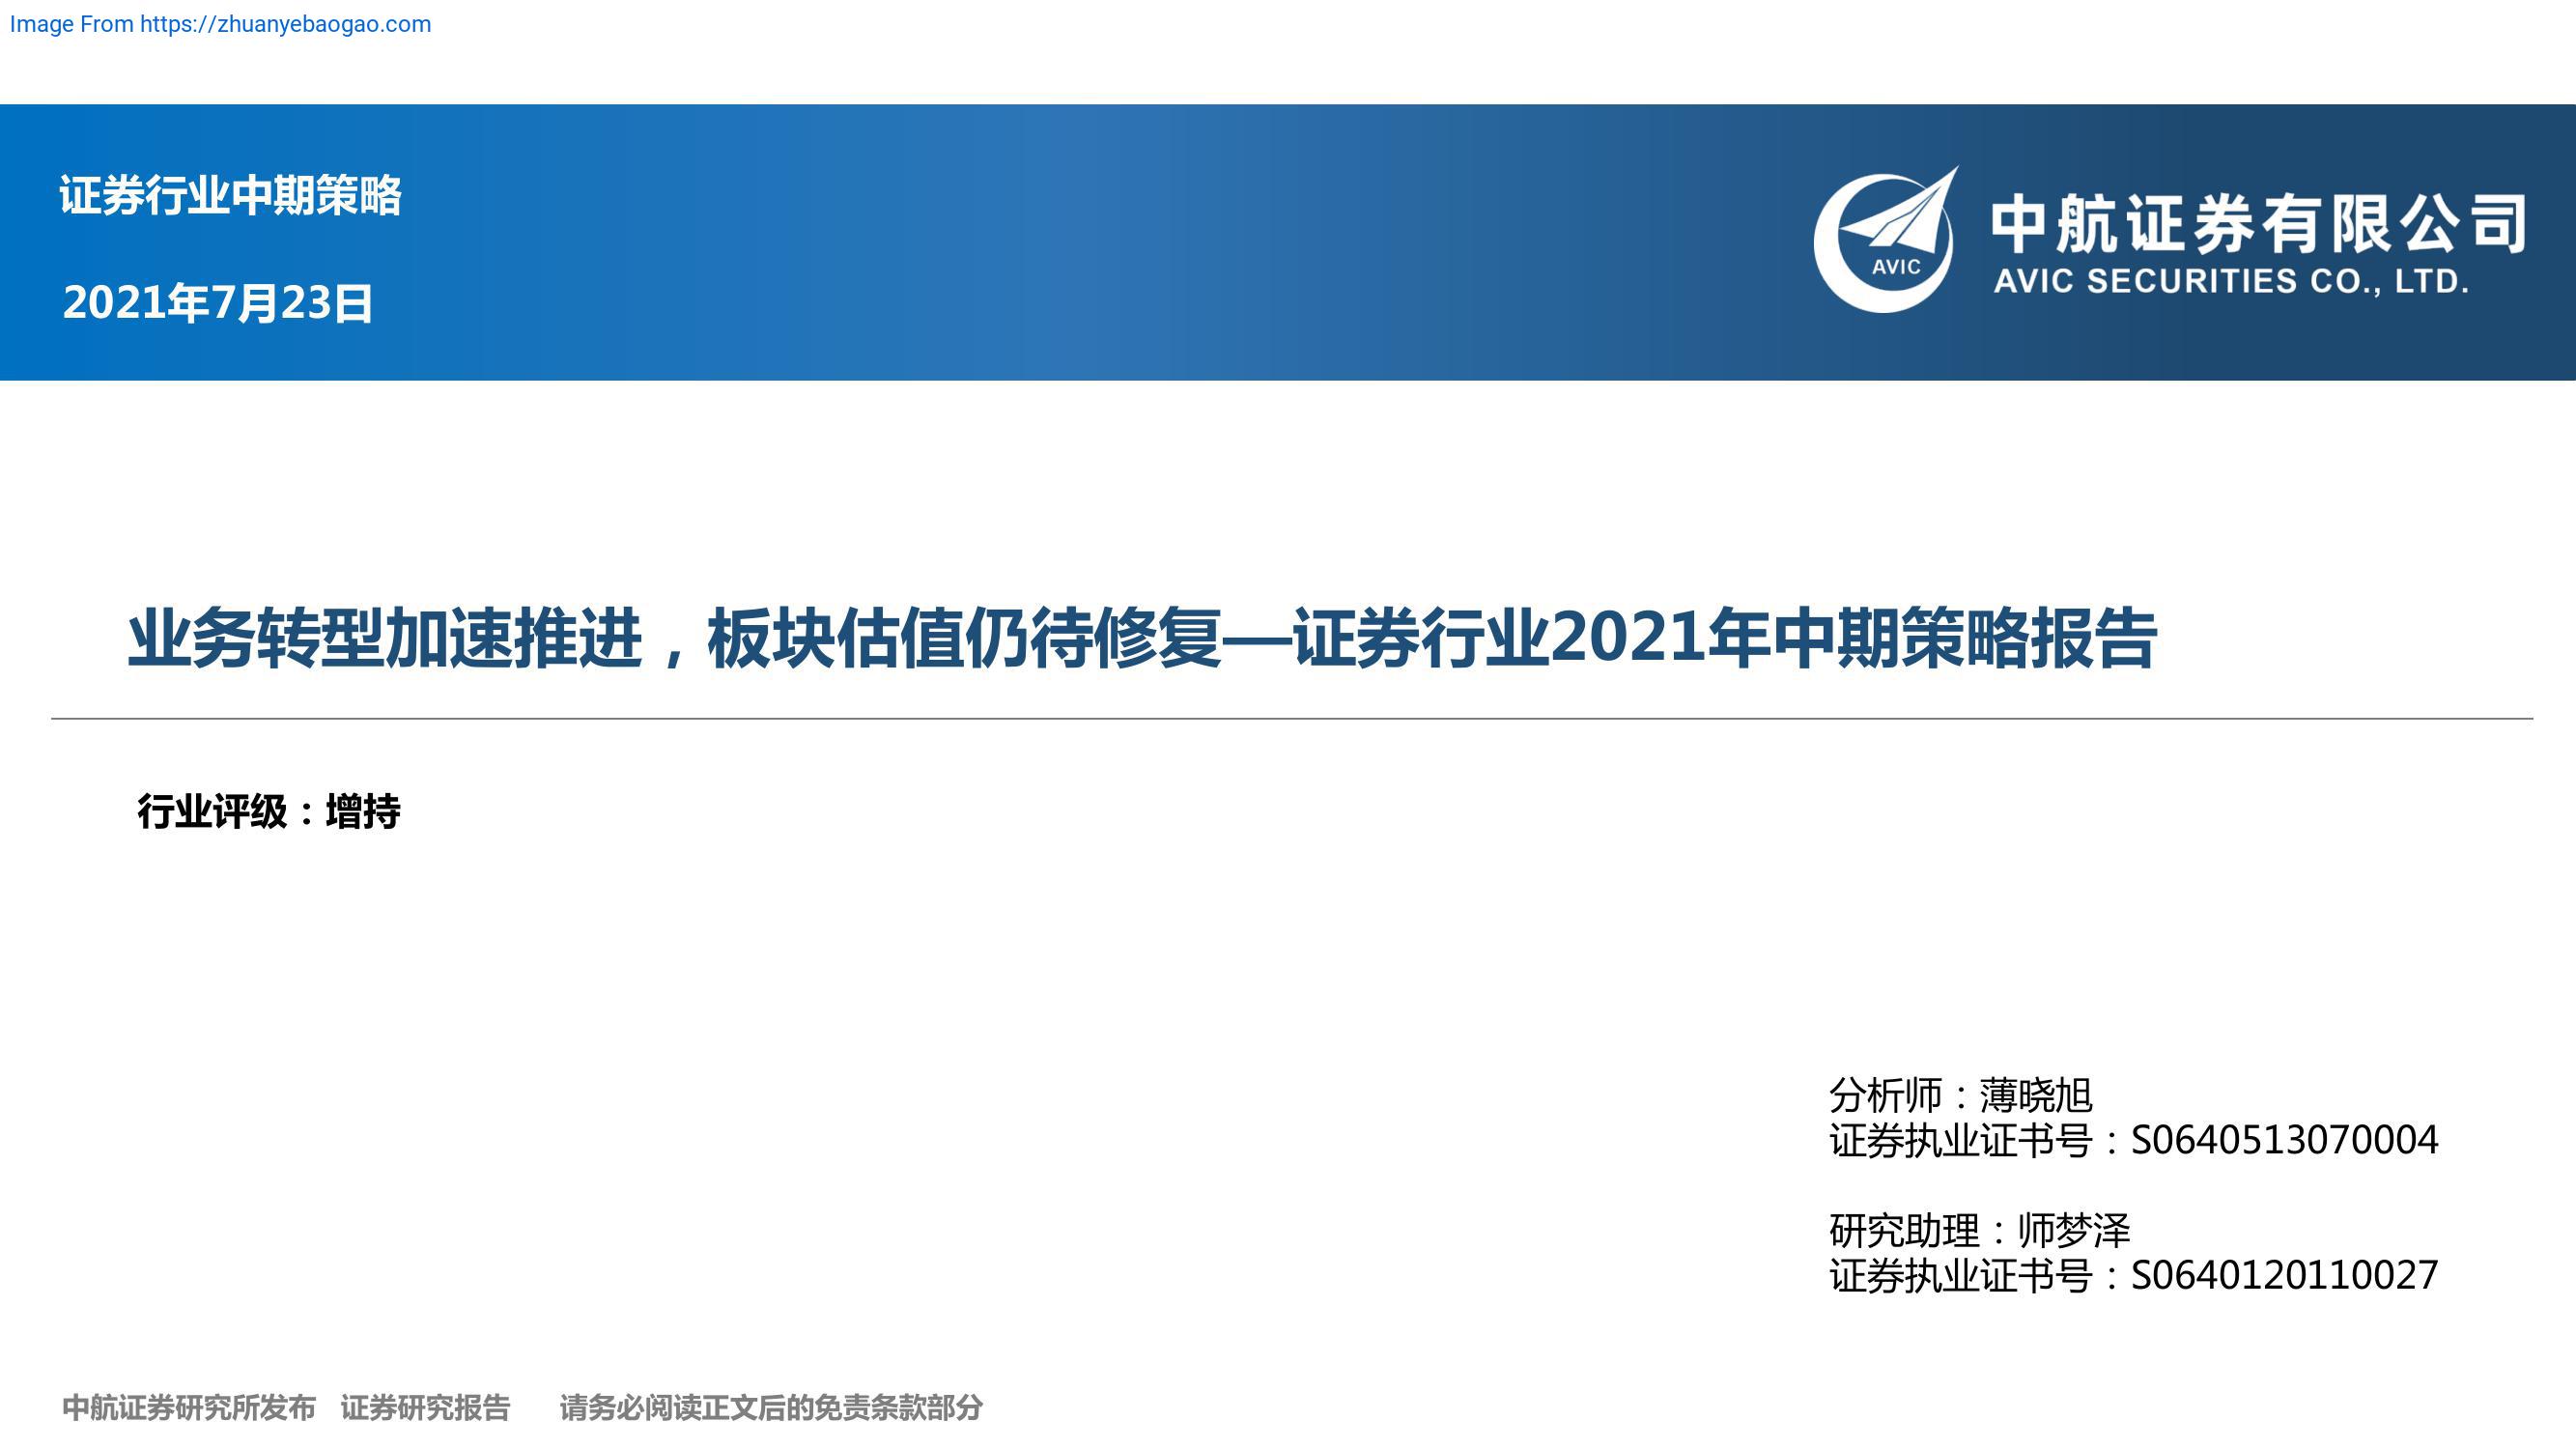 Image From https://zhuanyebaogao.com
证券行业中期策略
2021年7月23日
AVIC
中航证券有限公司
AVIC SECURITIES CO., LTD.
业务转型加速推进，板块估值仍待修复—证券行业2021年中期策略报告
行业评级：增持
分析师：薄晓旭
证券执业证书号：S0640513070004
研究助理：师梦泽
证券执业证书号：S0640120110027
中航证券研究所发布 证券研究报告 请务必阅读正文后的免责条款部分